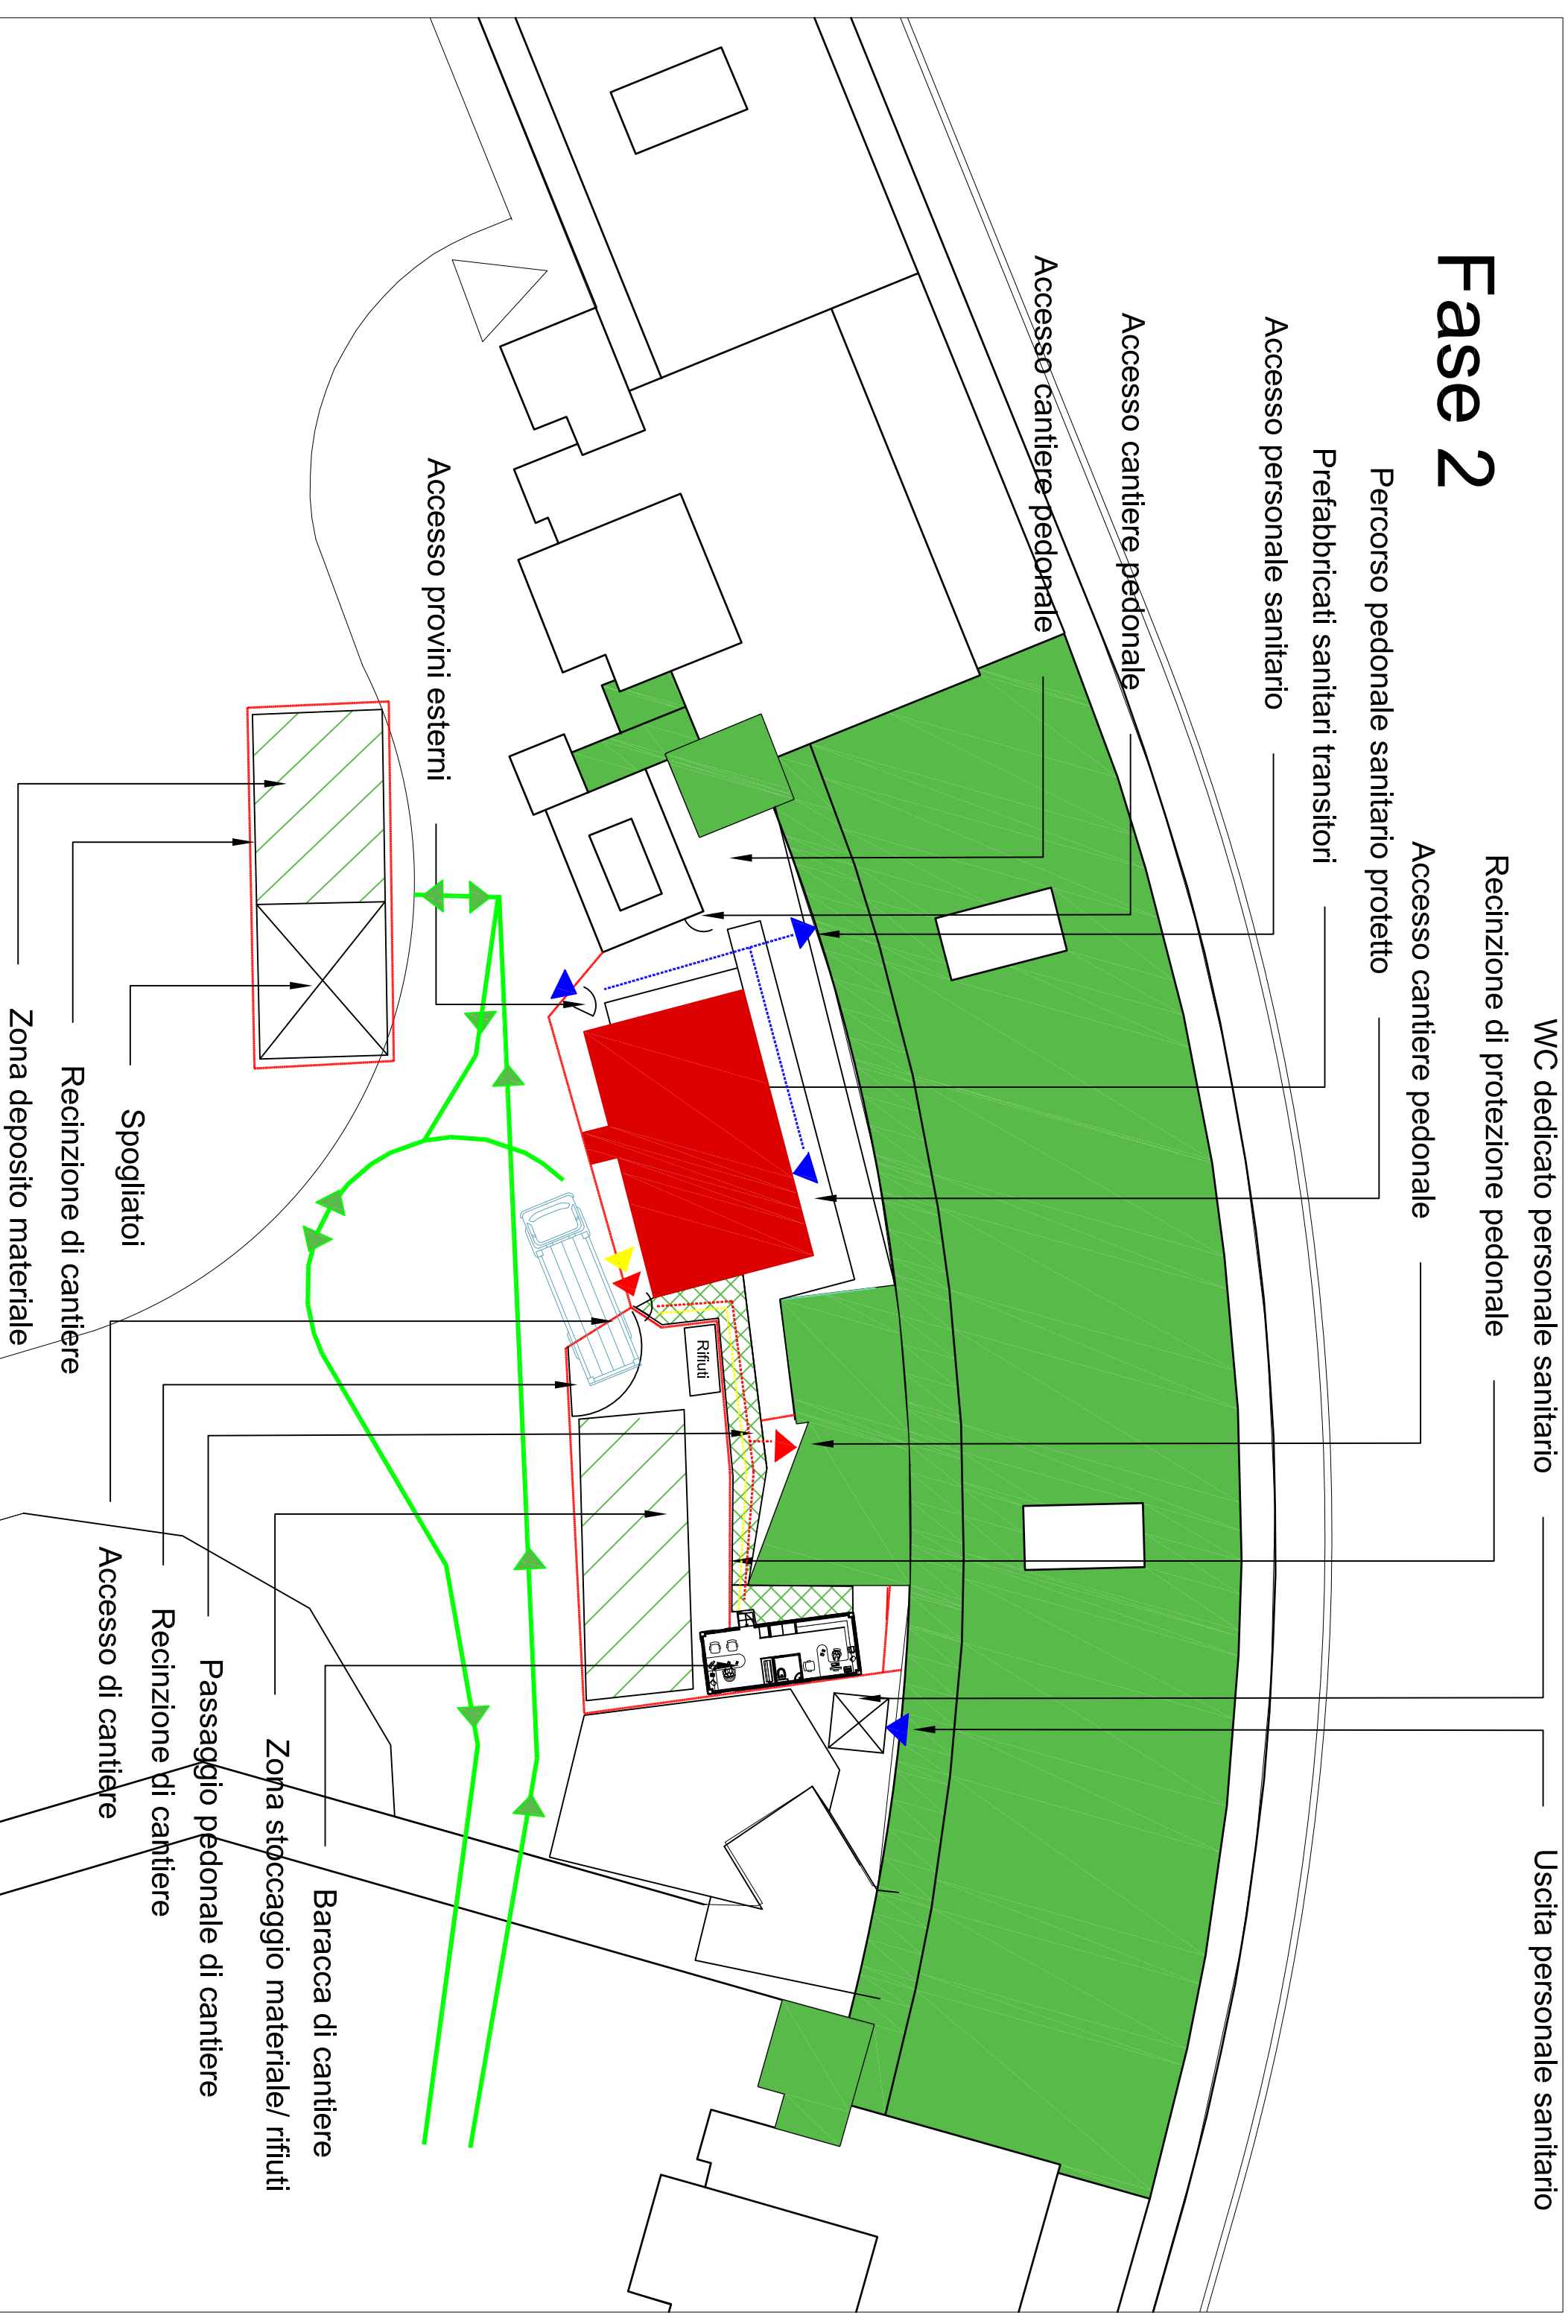 Fase 2
WC dedicato personale sanitario
Uscita personale sanitario
Recinzione di protezione pedonale
Accesso cantiere pedonale
Percorso pedonale sanitario protetto
Prefabbricati sanitari transitori
Accesso personale sanitario
Accesso cantiere pedonale
Accesso cantiere pedonale
Rifiuti
Accesso provini esterni
Baracca di cantiere
Zona stoccaggio materiale/ rifiuti
Passaggio pedonale di cantiere
Recinzione di cantiere
Accesso di cantiere
Spogliatoi
Recinzione di cantiere
Zona deposito materiale